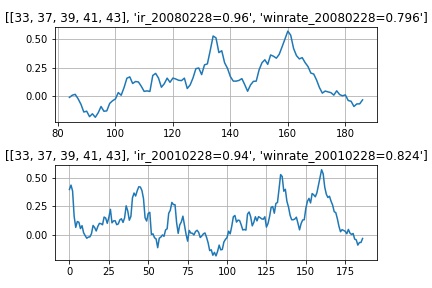 [[33, 37, 39, 41, 43], 'ir_20080228=0.96', 'winrate_20080228=0.796']
0.50
0.25
0.00
80 100 120 140 160 180
[[33, 37, 39, 41, 43], 'ir_20010228=0.94', 'winrate_20010228=0.824']
0.50
0.25
0.00
0 25 50 75 100 125 150 175